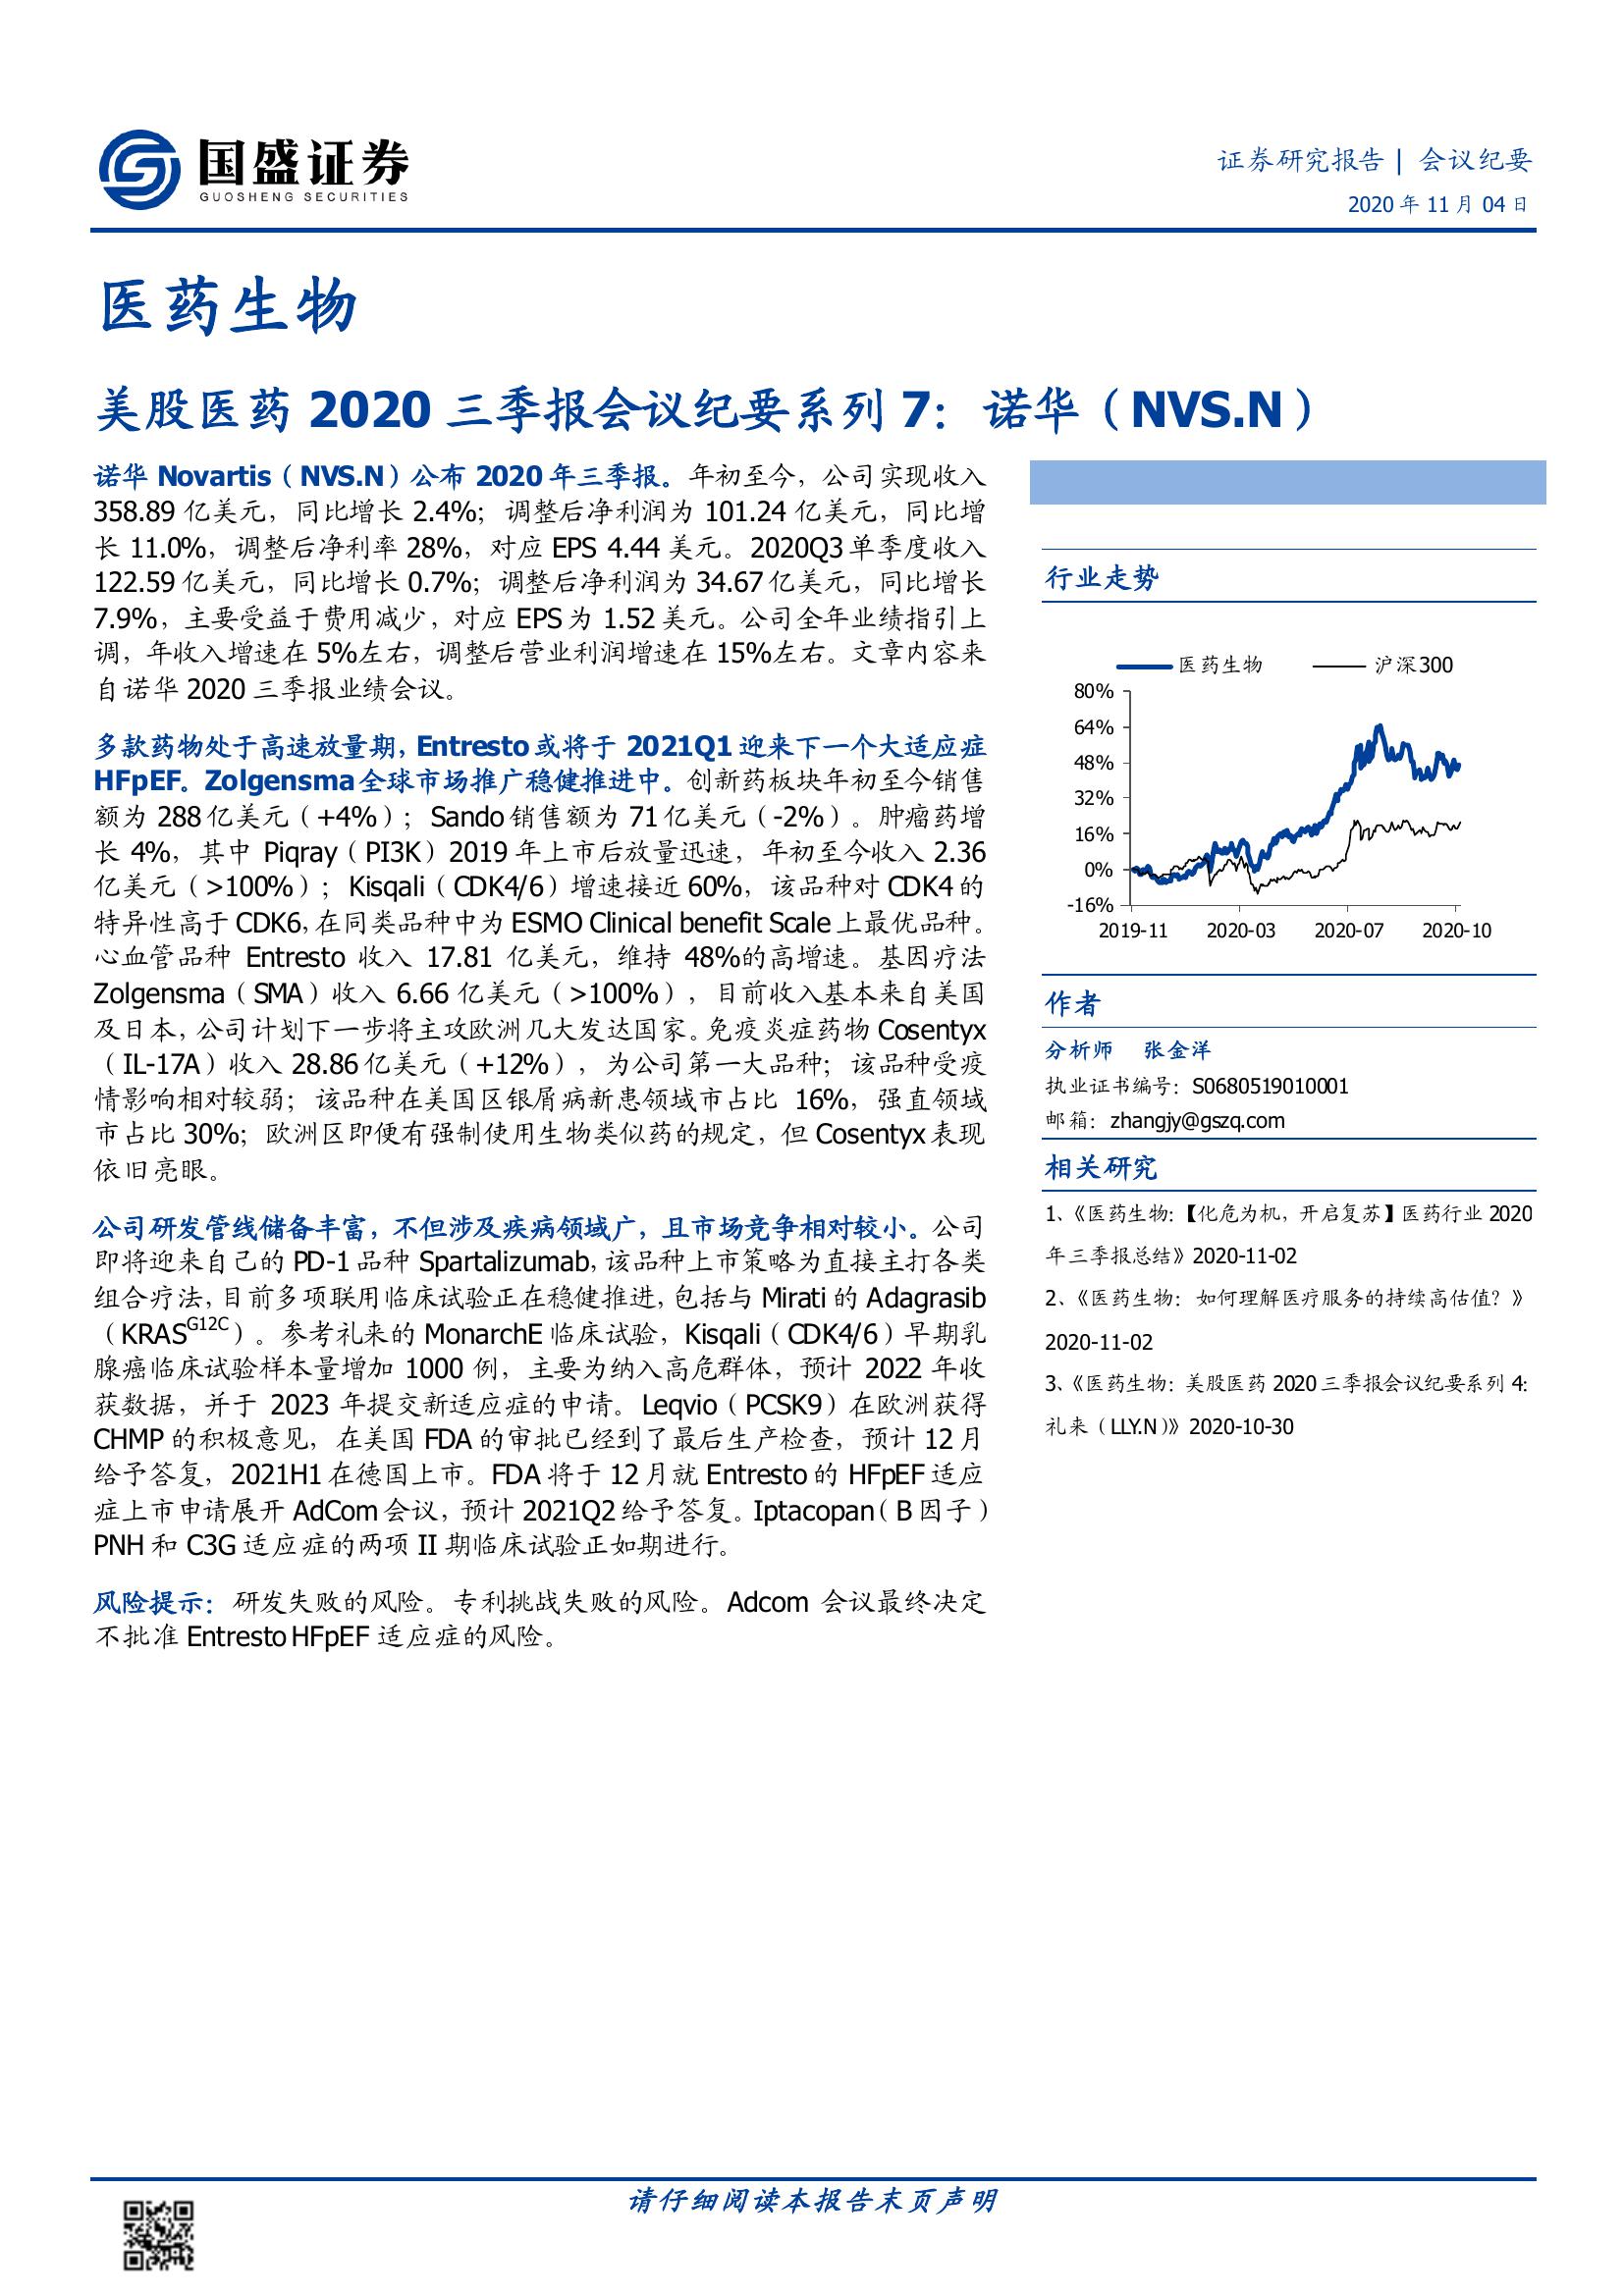 国盛证券
GUOSHENG SECURITIES
证券研究报告 | 会议纪要
2020 年 11 月 04 日
医药生物
美股医药 2020 三季报会议纪要系列 7：诺华（NVS.N）
诺华 Novartis（NVS.N）公布 2020 年三季报。年初至今，公司实现收入
358.89 亿美元，同比增长 2.4%；调整后净利润为 101.24 亿美元，同比增
长 11.0%，调整后净利率 28%，对应 EPS 4.44 美元。2020Q3 单季度收入
122.59 亿美元，同比增长 0.7%；调整后净利润为 34.67 亿美元，同比增长
7.9%，主要受益于费用减少，对应 EPS 为 1.52 美元。公司全年业绩指引上
调，年收入增速在 5%左右，调整后营业利润增速在 15%左右。文章内容来
自诺华 2020 三季报业绩会议。
多款药物处于高速放量期，Entresto 或将于 2021Q1 迎来下一个大适应症
HFpEF。Zolgensma 全球市场推广稳健推进中。创新药板块年初至今销售
额为 288 亿美元（+4%）；Sando 销售额为 71 亿美元（-2%）。肿瘤药增
长 4%，其中 Piqray（PI3K）2019 年上市后放量迅速，年初至今收入 2.36
亿美元（>100%）；Kisqali（CDK4/6）增速接近 60%，该品种对 CDK4 的
特异性高于 CDK6，在同类品种中为 ESMO Clinical benefit Scale 上最优品种。
心血管品种 Entresto 收入 17.81 亿美元，维持 48%的高增速。基因疗法
Zolgensma（SMA）收入 6.66 亿美元（>100%），目前收入基本来自美国
及日本，公司计划下一步将主攻欧洲几大发达国家。免疫炎症药物 Cosentyx
（IL-17A）收入 28.86 亿美元（+12%），为公司第一大品种；该品种受疫
情影响相对较弱；该品种在美国区银屑病新患领域市占比 16%，强直领域
市占比 30%；欧洲区即便有强制使用生物类似药的规定，但 Cosentyx 表现
依旧亮眼。
公司研发管线储备丰富，不但涉及疾病领域广，且市场竞争相对较小。公司
即将迎来自己的 PD-1 品种 Spartalizumab，该品种上市策略为直接主打各类
组合疗法，目前多项联用临床试验正在稳健推进，包括与 Mirati 的 Adagrasib
（KRASG12C）。参考礼来的 MonarchE 临床试验，Kisqali（CDK4/6）早期乳
腺癌临床试验样本量增加 1000 例，主要为纳入高危群体，预计 2022 年收
获数据，并于 2023 年提交新适应症的申请。Leqvio（PCSK9）在欧洲获得
CHMP 的积极意见，在美国 FDA 的审批已经到了最后生产检查，预计 12 月
给予答复，2021H1 在德国上市。FDA 将于 12 月就 Entresto 的 HFpEF 适应
症上市申请展开 AdCom 会议，预计 2021Q2 给予答复。Iptacopan（B 因子）
PNH 和 C3G 适应症的两项 II 期临床试验正如期进行。
风险提示：研发失败的风险。专利挑战失败的风险。Adcom 会议最终决定
不批准 Entresto HFpEF 适应症的风险。
行业走势
医药生物 沪深300
80%
64%
48%
32%
16%
0%
-16%
2019-11 2020-03 2020-07 2020-10
作者
分析师 张金洋
执业证书编号：S0680519010001
邮箱：zhangjy@gszq.com
相关研究
1、《医药生物：【化危为机，开启复苏】医药行业 2020
年三季报总结》2020-11-02
2、《医药生物：如何理解医疗服务的持续高估值？》
2020-11-02
3、《医药生物：美股医药 2020 三季报会议纪要系列 4:
礼来（LLY.N）》2020-10-30
请仔细阅读本报告末页声明